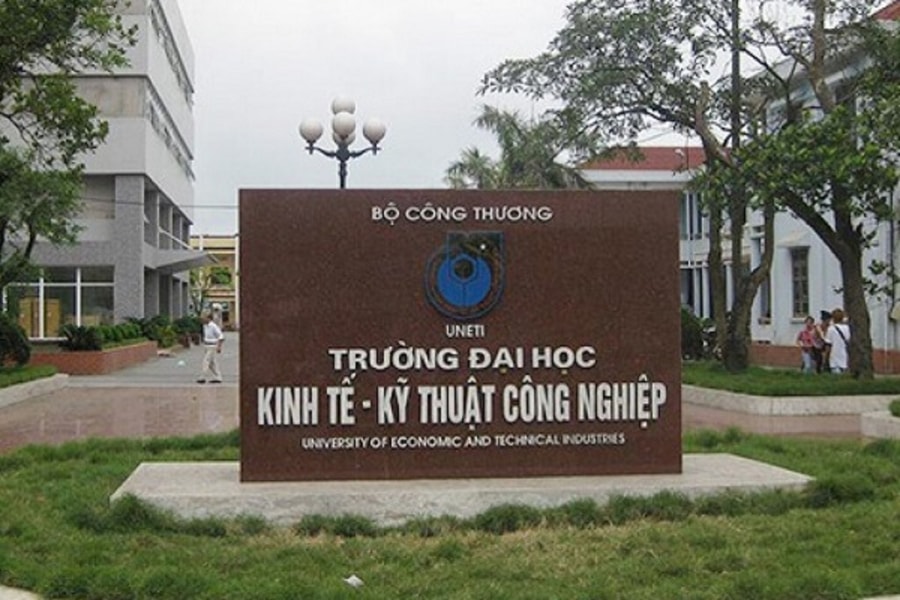 BỘ CÔNG THƯƠNG
UNETI
TRƯỜNG ĐẠI HỌC
KINH TẾ - KỸ THUẬT CÔNG NGHIỆP
UNIVERSITY OF ECONOMIC AND TECHNICAL INDUSTRIES